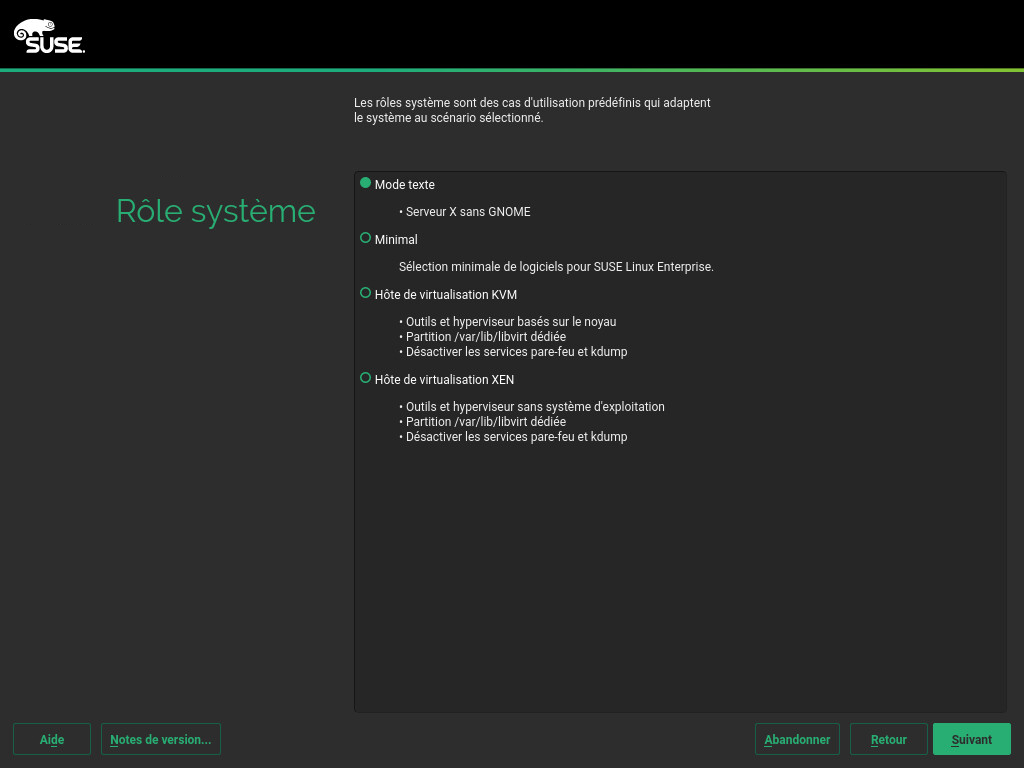 SUSE.
Les rôles système sont des cas d'utilisation prédéfinis qui adaptent
le système au scénario sélectionné.
Rôle système
Mode texte
• Serveur X sans GNOME
Minimal
Sélection minimale de logiciels pour SUSE Linux Enterprise.
Hôte de virtualisation KVM
• Outils et hyperviseur basés sur le noyau
• Partition /var/lib/libvirt dédiée
• Désactiver les services pare-feu et kdump
Hôte de virtualisation XEN
• Outils et hyperviseur sans système d'exploitation
• Partition /var/lib/libvirt dédiée
• Désactiver les services pare-feu et kdump
Aide
Notes de version...
Abandonner
Retour
Suivant